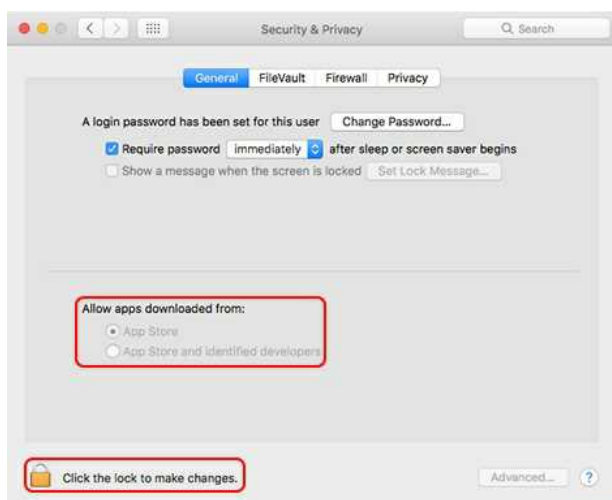 Security & Privacy
Search
General FileVault Firewall Privacy
A login password has been set for this user Change Password...
Require password immediately after sleep or screen saver begins
Show a message when the screen is locked Set Lock Message...
Allow apps downloaded from:
App Store
App Store and identified developers
Click the lock to make changes.
Advanced... ?